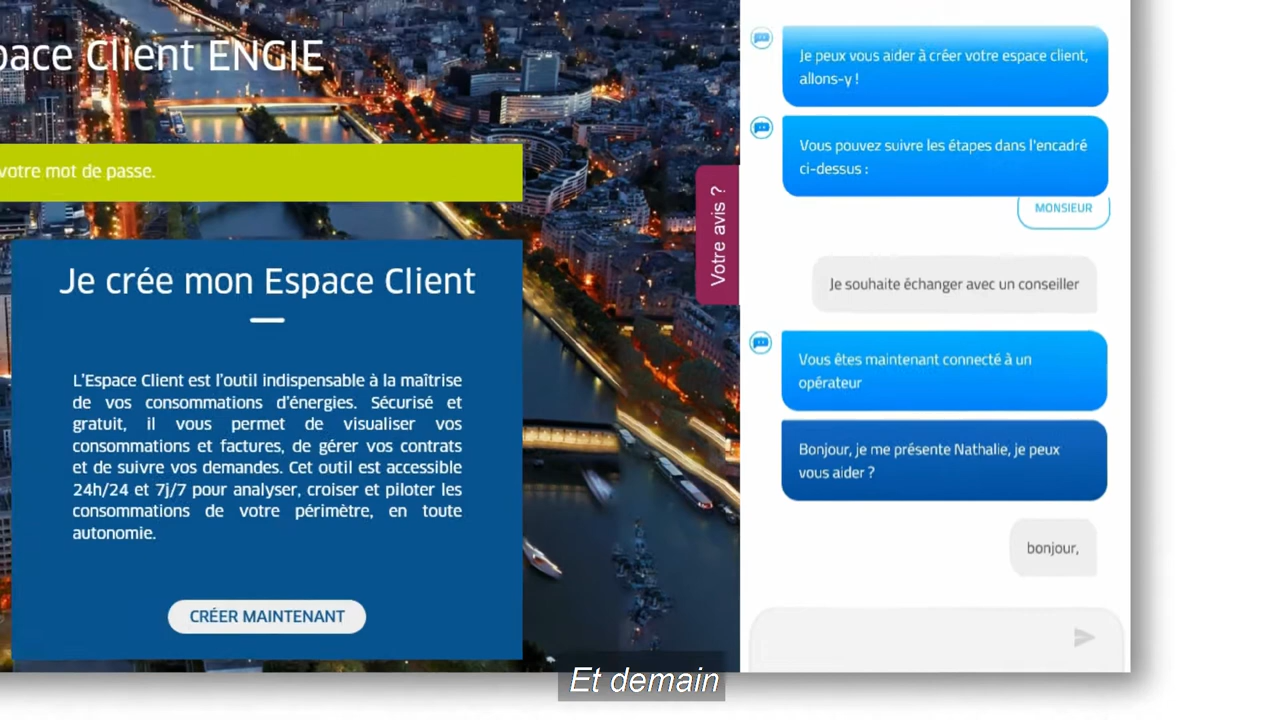 pace Client ENGIE
votre mot de passe.
Je crée mon Espace Client
L'Espace Client est l'outil indispensable à la maîtrise
de vos consommations d'énergies. Sécurisé et
gratuit, il vous permet de visualiser vos
consommations et factures, de gérer vos contrats
et de suivre vos demandes. Cet outil est accessible
24h/24 et 7j/7 pour analyser, croiser et piloter les
consommations de votre périmètre, en toute
autonomie.
CRÉER MAINTENANT
Votre avis ?
Je peux vous aider à créer votre espace client,
allons-y !
Vous pouvez suivre les étapes dans l'encadré
ci-dessus :
MONSIEUR
Je souhaite échanger avec un conseiller
Vous êtes maintenant connecté à un
opérateur
Bonjour, je me présente Nathalie, je peux
vous aider ?
bonjour,
Et demain